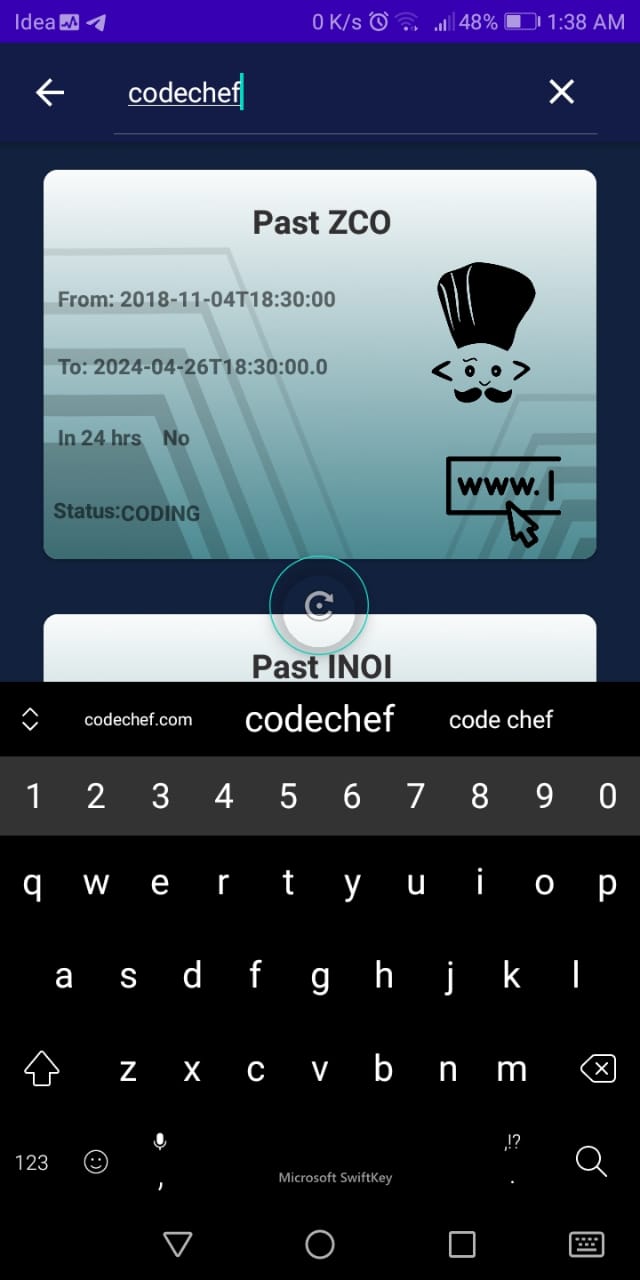 Idea 0 K/s 48% 1:38 AM
codechef
Past ZCO
From: 2018-11-04T18:30:00
To: 2024-04-26T18:30:00.0
In 24 hrs No
Status:CODING
www.
Past INOI
codechef.com codechef code chef
1 2 3 4 5 6 7 8 9 0
q w e r t y u i o p
a s d f g h j k l
z x c v b n m
,!?
123 , Microsoft SwiftKey .